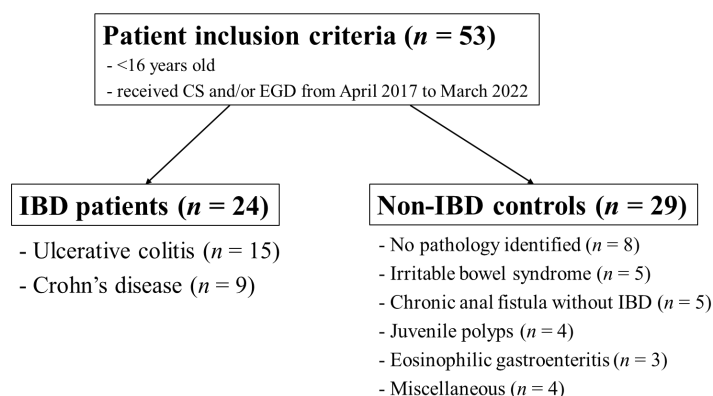 Patient inclusion criteria (n = 53)
- <16 years old
- received CS and/or EGD from April 2017 to March 2022
IBD patients (n = 24)
- Ulcerative colitis (n = 15)
- Crohn’s disease (n = 9)
Non-IBD controls (n = 29)
- No pathology identified (n = 8)
- Irritable bowel syndrome (n = 5)
- Chronic anal fistula without IBD (n = 5)
- Juvenile polyps (n = 4)
- Eosinophilic gastroenteritis (n = 3)
- Miscellaneous (n = 4)